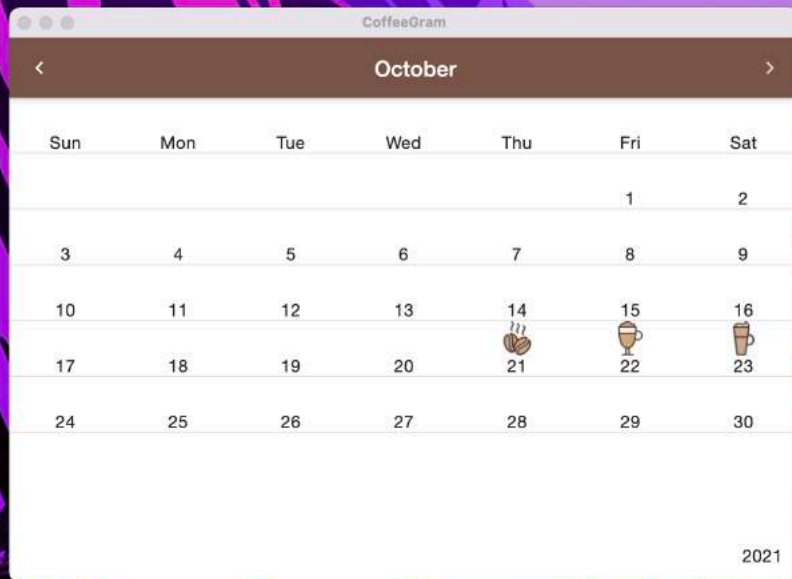 CoffeeGram
October
Sun Mon Tue Wed Thu Fri Sat
1 2
3 4 5 6 7 8 9
10 11 12 13 14 15 16
17 18 19 20 21 22 23
24 25 26 27 28 29 30
2021